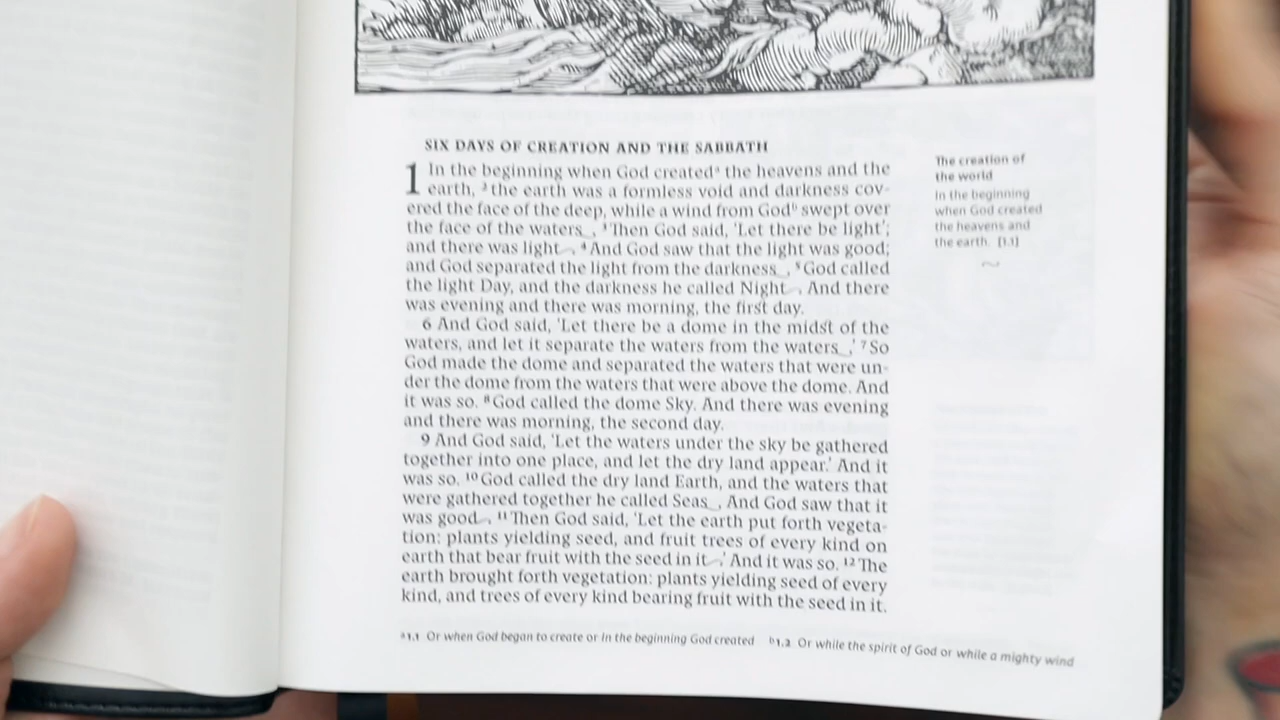 SIX DAYS OF CREATION AND THE SABBATH
1 In the beginning when God createdᵃ the heavens and the
earth, ²the earth was a formless void and darkness cov-
ered the face of the deep, while a wind from Godᵇ swept over
the face of the waters. ³Then God said, ‘Let there be light’;
and there was light. ⁴And God saw that the light was good;
and God separated the light from the darkness. ⁵God called
the light Day, and the darkness he called Night. And there
was evening and there was morning, the first day.
6 And God said, ‘Let there be a dome in the midst of the
waters, and let it separate the waters from the waters.’ ⁷So
God made the dome and separated the waters that were un-
der the dome from the waters that were above the dome. And
it was so. ⁸God called the dome Sky. And there was evening
and there was morning, the second day.
9 And God said, ‘Let the waters under the sky be gathered
together into one place, and let the dry land appear.’ And it
was so. ¹⁰God called the dry land Earth, and the waters that
were gathered together he called Seas. And God saw that it
was good. ¹¹Then God said, ‘Let the earth put forth vegeta-
tion: plants yielding seed, and fruit trees of every kind on
earth that bear fruit with the seed in it.’ And it was so. ¹²The
earth brought forth vegetation: plants yielding seed of every
kind, and trees of every kind bearing fruit with the seed in it.
The creation of
the world
In the beginning
when God created
the heavens and
the earth. [1.1]
ᵃ1.1 Or when God began to create or In the beginning God created ᵇ1.2 Or while the spirit of God or while a mighty wind